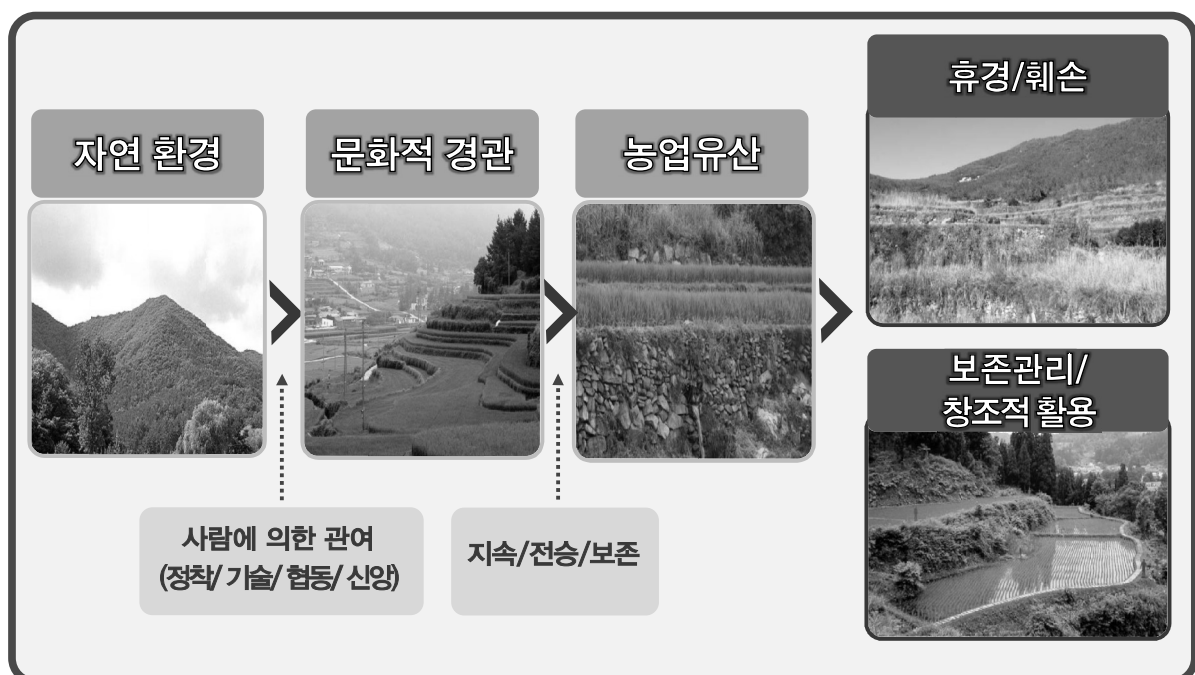 자연 환경
문화적 경관
농업유산
휴경/훼손
보존관리/
창조적 활용
사람에 의한 관여
(정착/ 기술/ 협동/ 신앙)
지속/전승/보존